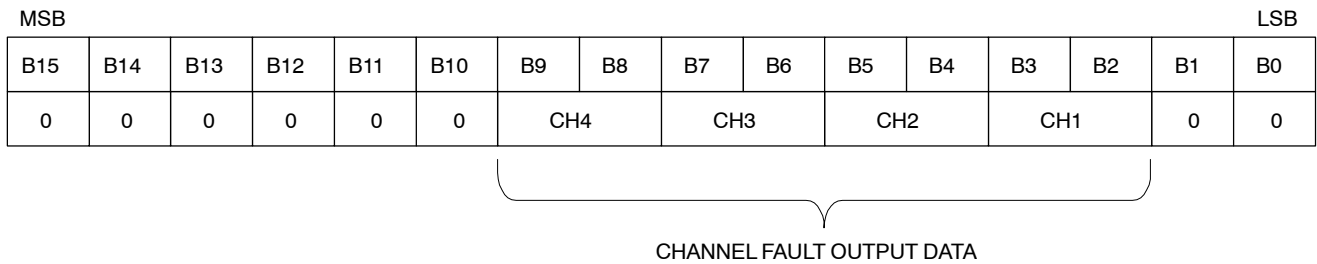 MSB LSB
B15 B14 B13 B12 B11 B10 B9 B8 B7 B6 B5 B4 B3 B2 B1 B0
0 0 0 0 0 0 CH4 CH3 CH2 CH1 0 0
CHANNEL FAULT OUTPUT DATA